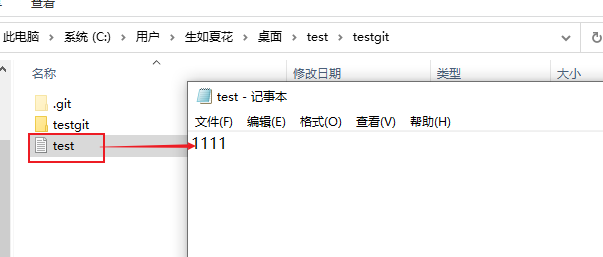 查看
此电脑 › 系统 (C:) › 用户 › 生如夏花 › 桌面 › test › testgit
名称 修改日期 类型 大小
.git
testgit
test
test - 记事本
文件(F) 编辑(E) 格式(O) 查看(V) 帮助(H)
1111